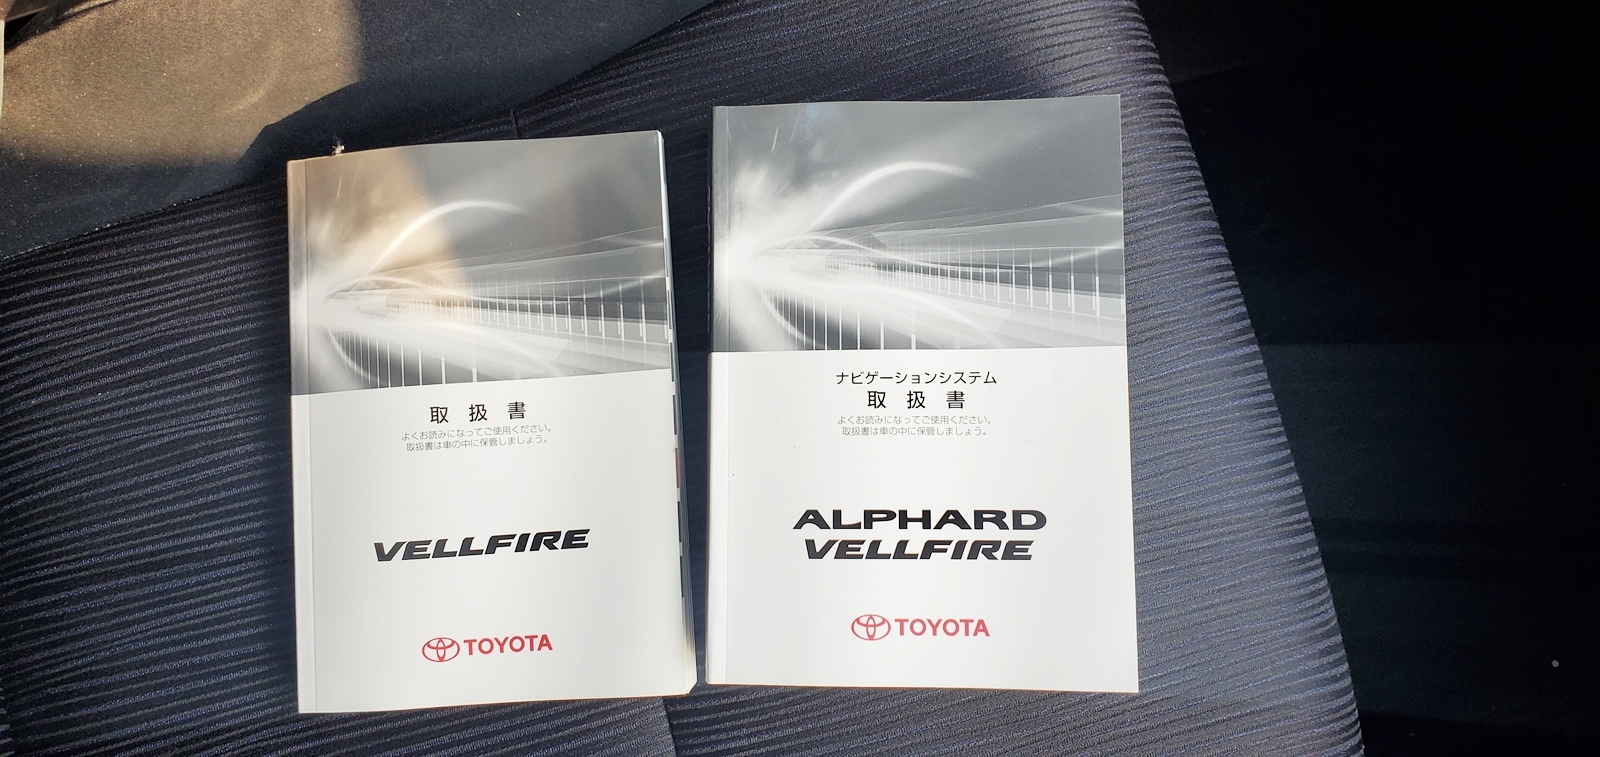 取扱書
よくお読みになってご使用ください。
取扱書は車の中に保管しましょう。
VELLFIRE
TOYOTA
ナビゲーションシステム
取扱書
よくお読みになってご使用ください。
取扱書は車の中に保管しましょう。
ALPHARD
VELLFIRE
TOYOTA